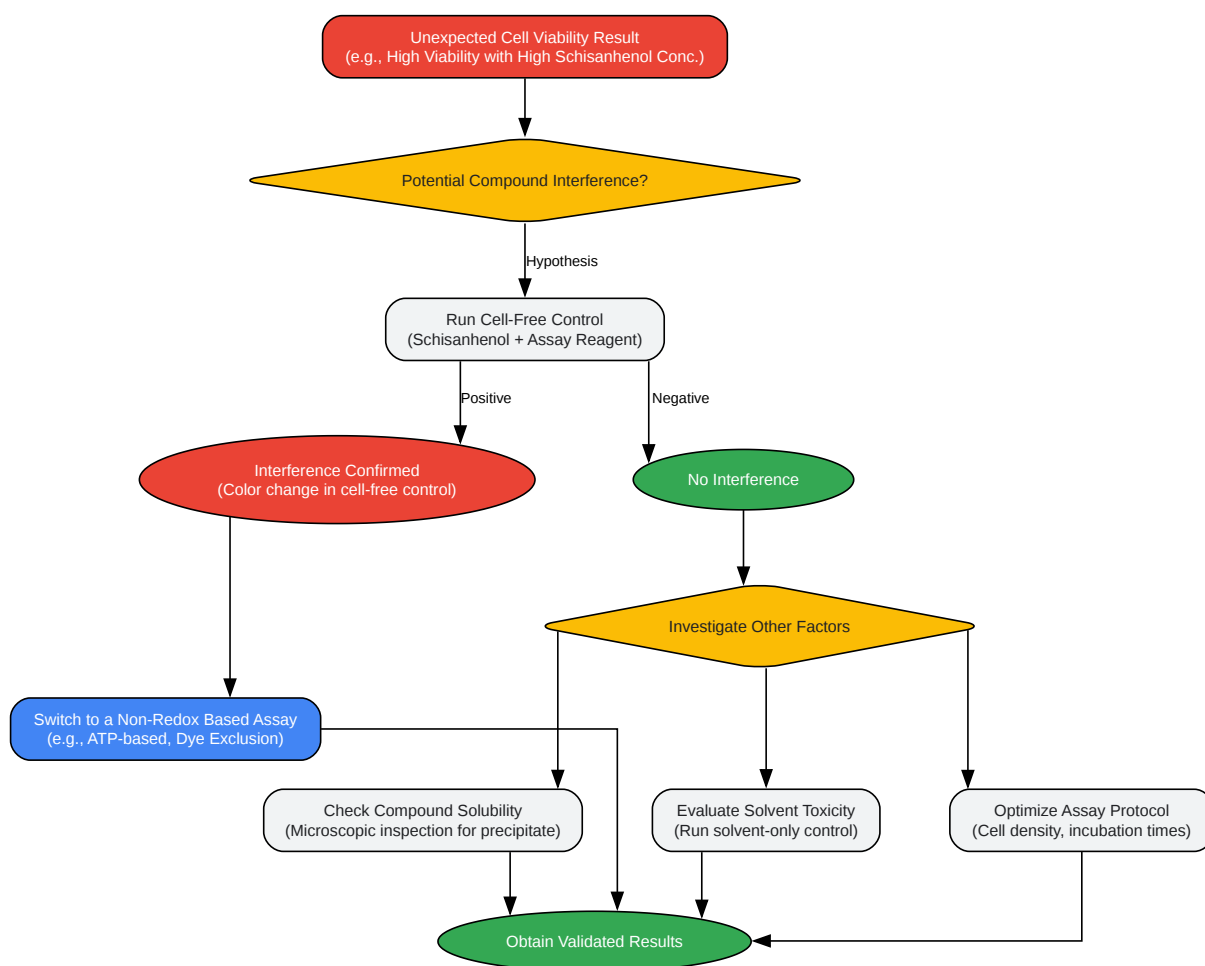 Unexpected Cell Viability Result
(e.g., High Viability with High Schisanhenol Conc.)
Potential Compound Interference?
Hypothesis
Run Cell-Free Control
(Schisanhenol + Assay Reagent)
Positive
Negative
Interference Confirmed
(Color change in cell-free control)
No Interference
Investigate Other Factors
Switch to a Non-Redox Based Assay
(e.g., ATP-based, Dye Exclusion)
Check Compound Solubility
(Microscopic inspection for precipitate)
Evaluate Solvent Toxicity
(Run solvent-only control)
Optimize Assay Protocol
(Cell density, incubation times)
Obtain Validated Results